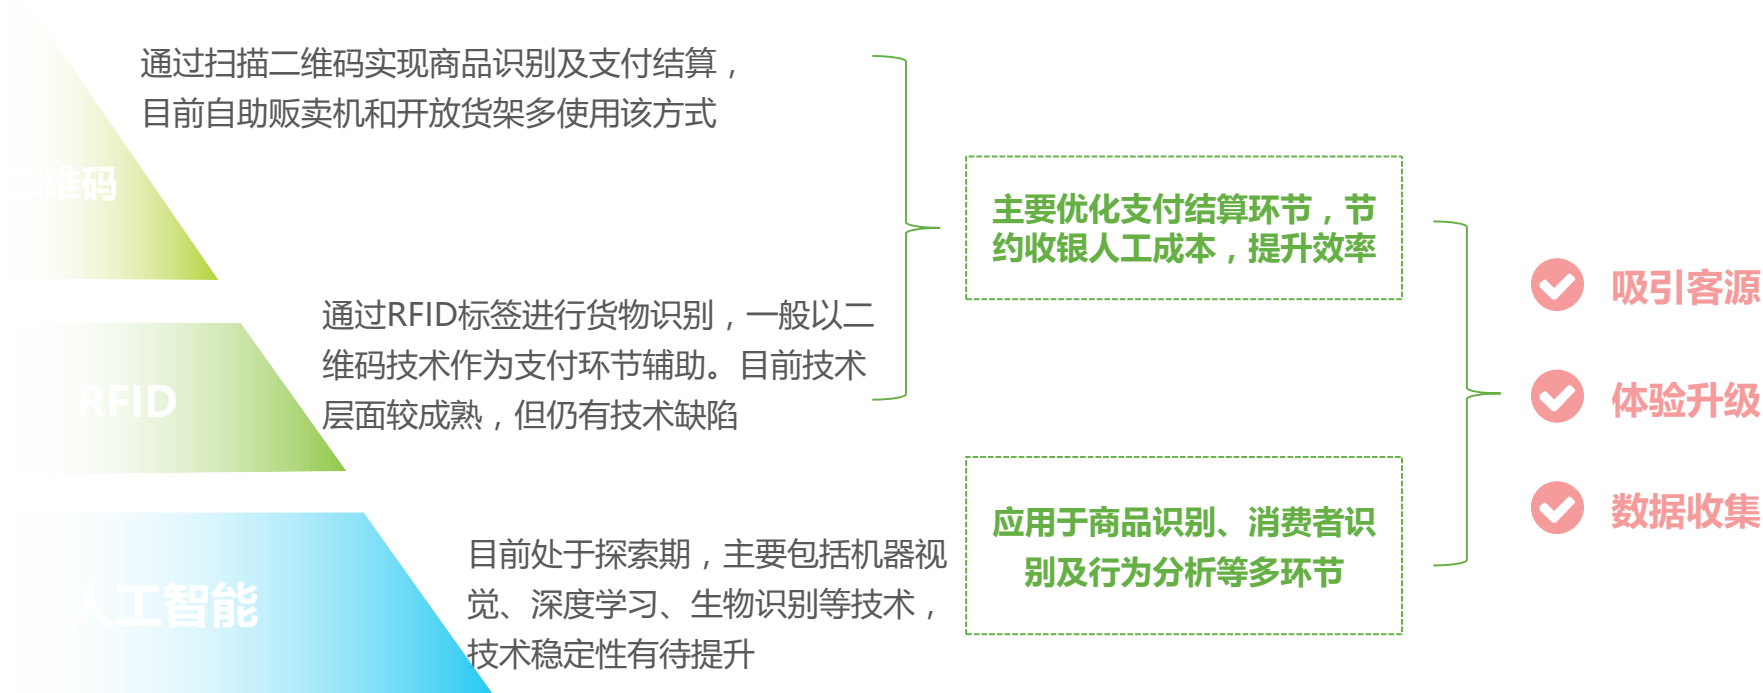 通过扫描二维码实现商品识别及支付结算，
目前自助贩卖机和开放货架多使用该方式
维码
通过RFID标签进行货物识别，一般以二
维码技术作为支付环节辅助。目前技术
层面较成熟，但仍有技术缺陷
RFID
目前处于探索期，主要包括机器视
觉、深度学习、生物识别等技术，
技术稳定性有待提升
人工智能
主要优化支付结算环节，节
约收银人工成本，提升效率
应用于商品识别、消费者识
别及行为分析等多环节
吸引客源
体验升级
数据收集